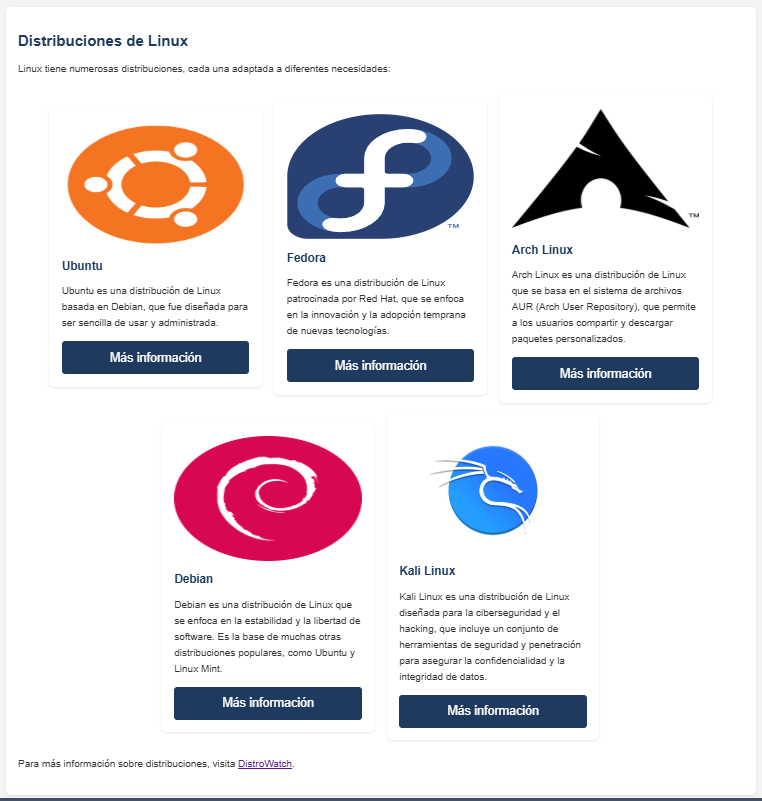 Distribuciones de Linux
Linux tiene numerosas distribuciones, cada una adaptada a diferentes necesidades:
Ubuntu
Ubuntu es una distribución de Linux
basada en Debian, que fue diseñada para
ser sencilla de usar y administrada.
Más información
TM
Fedora
Fedora es una distribución de Linux
patrocinada por Red Hat, que se enfoca
en la innovación y la adopción temprana
de nuevas tecnologías.
Más información
TM
Arch Linux
Arch Linux es una distribución de Linux
que se basa en el sistema de archivos
AUR (Arch User Repository), que permite
a los usuarios compartir y descargar
paquetes personalizados.
Más información
Debian
Debian es una distribución de Linux que
se enfoca en la estabilidad y la libertad de
software. Es la base de muchas otras
distribuciones populares, como Ubuntu y
Linux Mint.
Más información
Kali Linux
Kali Linux es una distribución de Linux
diseñada para la ciberseguridad y el
hacking, que incluye un conjunto de
herramientas de seguridad y penetración
para asegurar la confidencialidad y la
integridad de datos.
Más información
Para más información sobre distribuciones, visita DistroWatch.